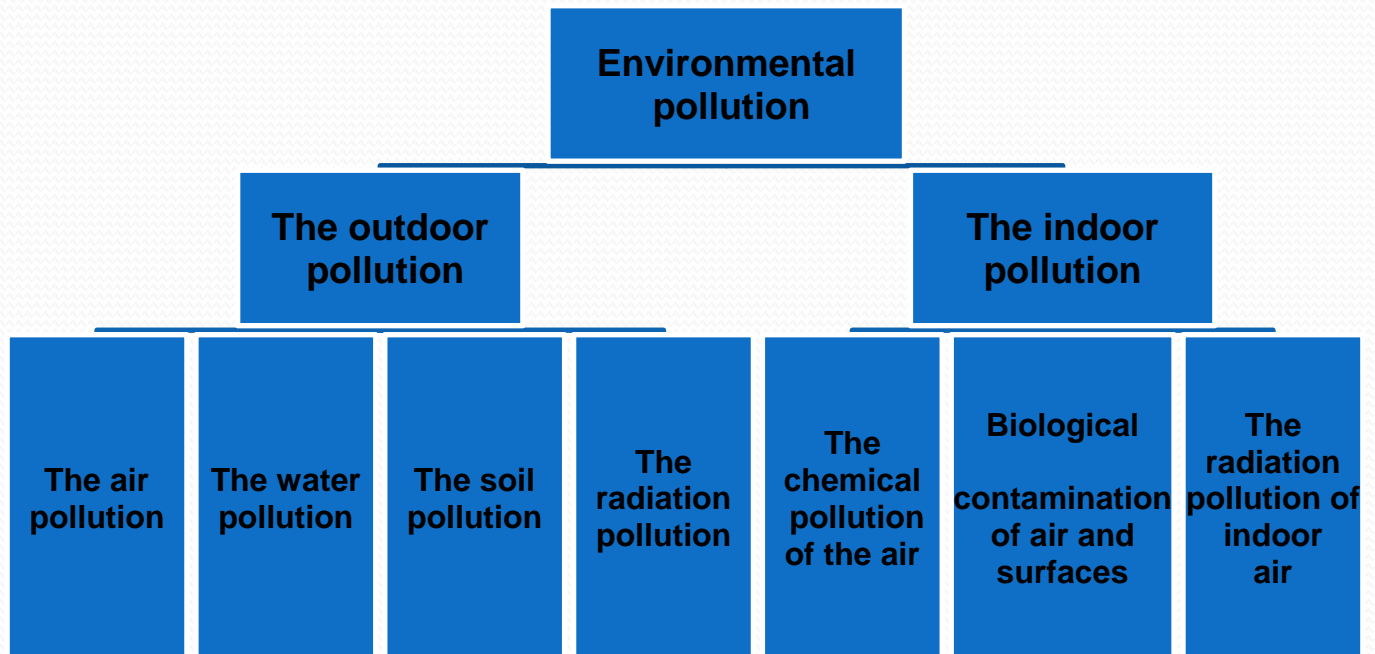 Environmental
pollution
The outdoor
pollution
The indoor
pollution
The air
pollution
The water
pollution
The soil
pollution
The
radiation
pollution
The
chemical
pollution
of the air
Biological
contamination
of air and
surfaces
The
radiation
pollution of
indoor
air